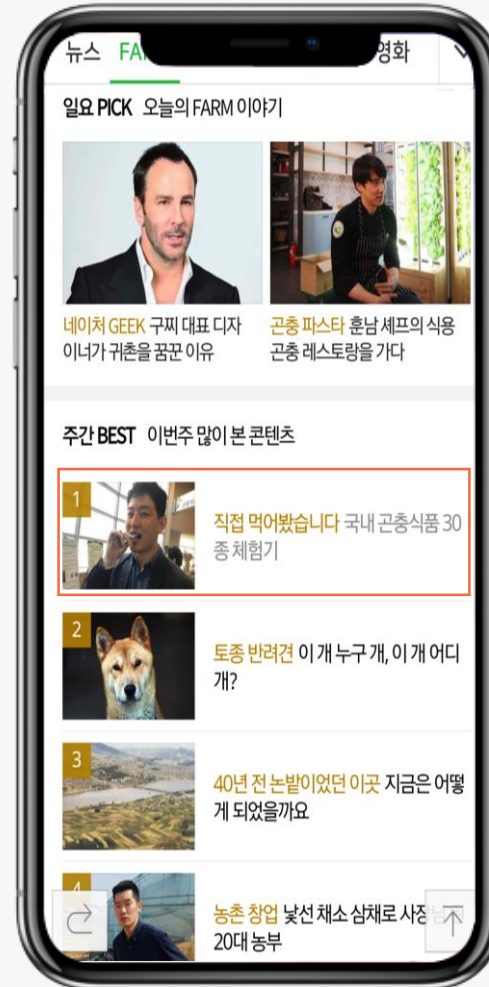 뉴스 FA 영화
일요 PICK 오늘의 FARM 이야기
네이처 GEEK 구찌 대표 디자
이너가 귀촌을 꿈꾼 이유
곤충 파스타 훈남 셰프의 식용
곤충 레스토랑을 가다
주간 BEST 이번주 많이 본 콘텐츠
1
직접 먹어봤습니다 국내 곤충식품 30
종 체험기
2
토종 반려견 이 개 누구 개, 이 개 어디
개?
3
40년 전 논밭이었던 이곳 지금은 어떻
게 되었을까요
4
농촌 창업 낯선 채소 삼채로 사장
20대 농부